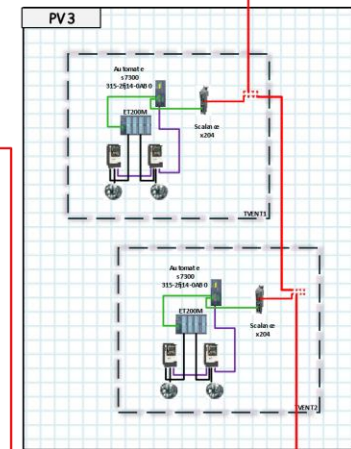 PV 3
Automate
s7300
315-2EJ14-0AB0
ET200M
Scalance
x204
TVENT1
Automate
s7300
315-2EJ14-0AB0
ET200M
Scalance
x204
TVENT2